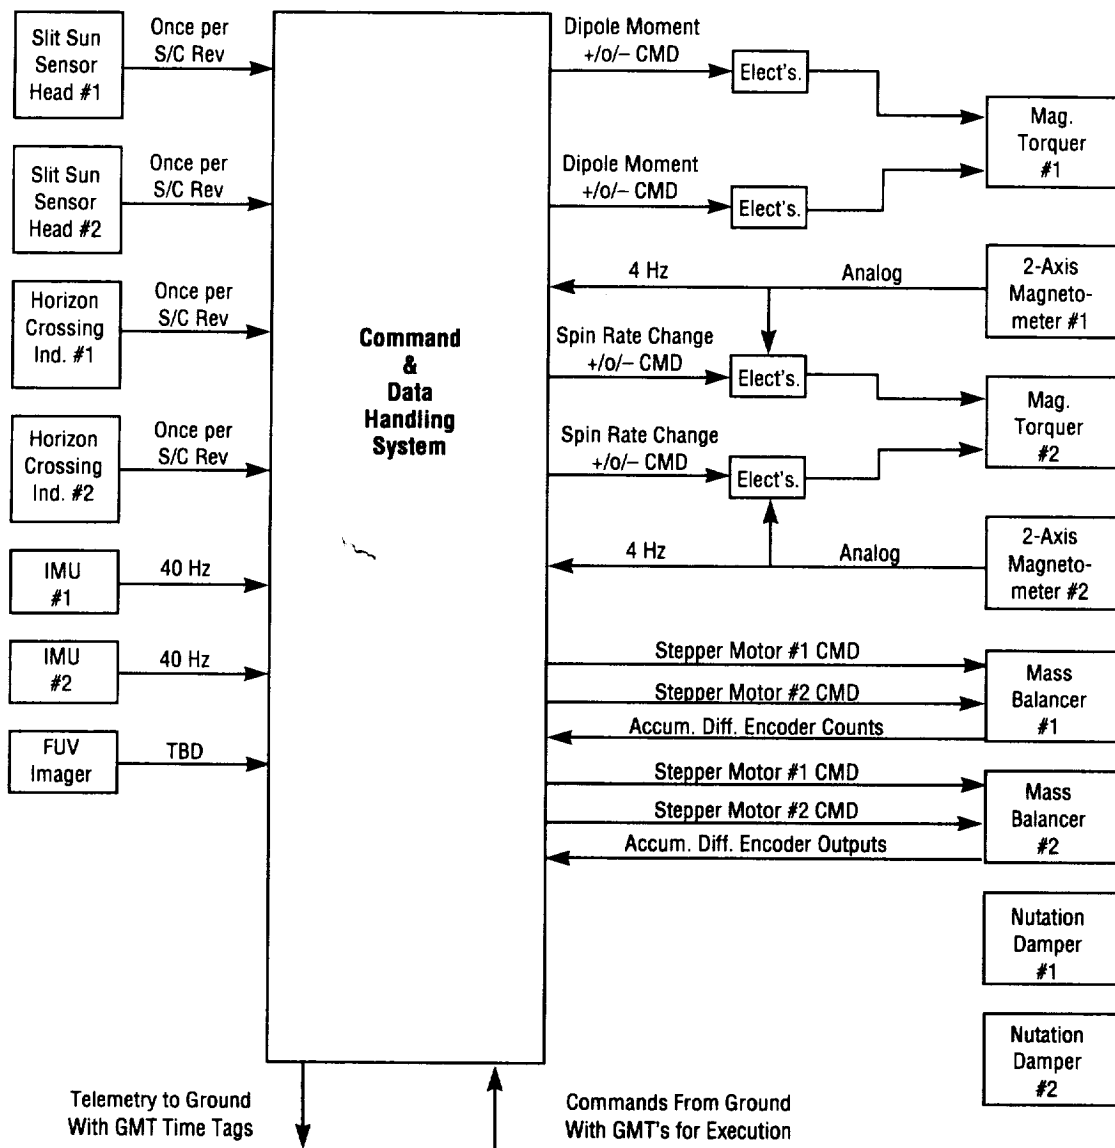 Slit Sun
Sensor
Head #1
Once per
S/C Rev
Slit Sun
Sensor
Head #2
Once per
S/C Rev
Horizon
Crossing
Ind. #1
Once per
S/C Rev
Horizon
Crossing
Ind. #2
Once per
S/C Rev
IMU
#1
40 Hz
IMU
#2
40 Hz
FUV
Imager
TBD
Command
&
Data
Handling
System
Dipole Moment
+/o/– CMD
Elect's.
Dipole Moment
+/o/– CMD
Elect's.
Mag.
Torquer
#1
4 Hz
Analog
2-Axis
Magneto-
meter #1
Spin Rate Change
+/o/– CMD
Elect's.
Spin Rate Change
+/o/– CMD
Elect's.
Mag.
Torquer
#2
4 Hz
Analog
2-Axis
Magneto-
meter #2
Stepper Motor #1 CMD
Stepper Motor #2 CMD
Accum. Diff. Encoder Counts
Mass
Balancer
#1
Stepper Motor #1 CMD
Stepper Motor #2 CMD
Accum. Diff. Encoder Outputs
Mass
Balancer
#2
Nutation
Damper
#1
Nutation
Damper
#2
Telemetry to Ground
With GMT Time Tags
Commands From Ground
With GMT's for Execution